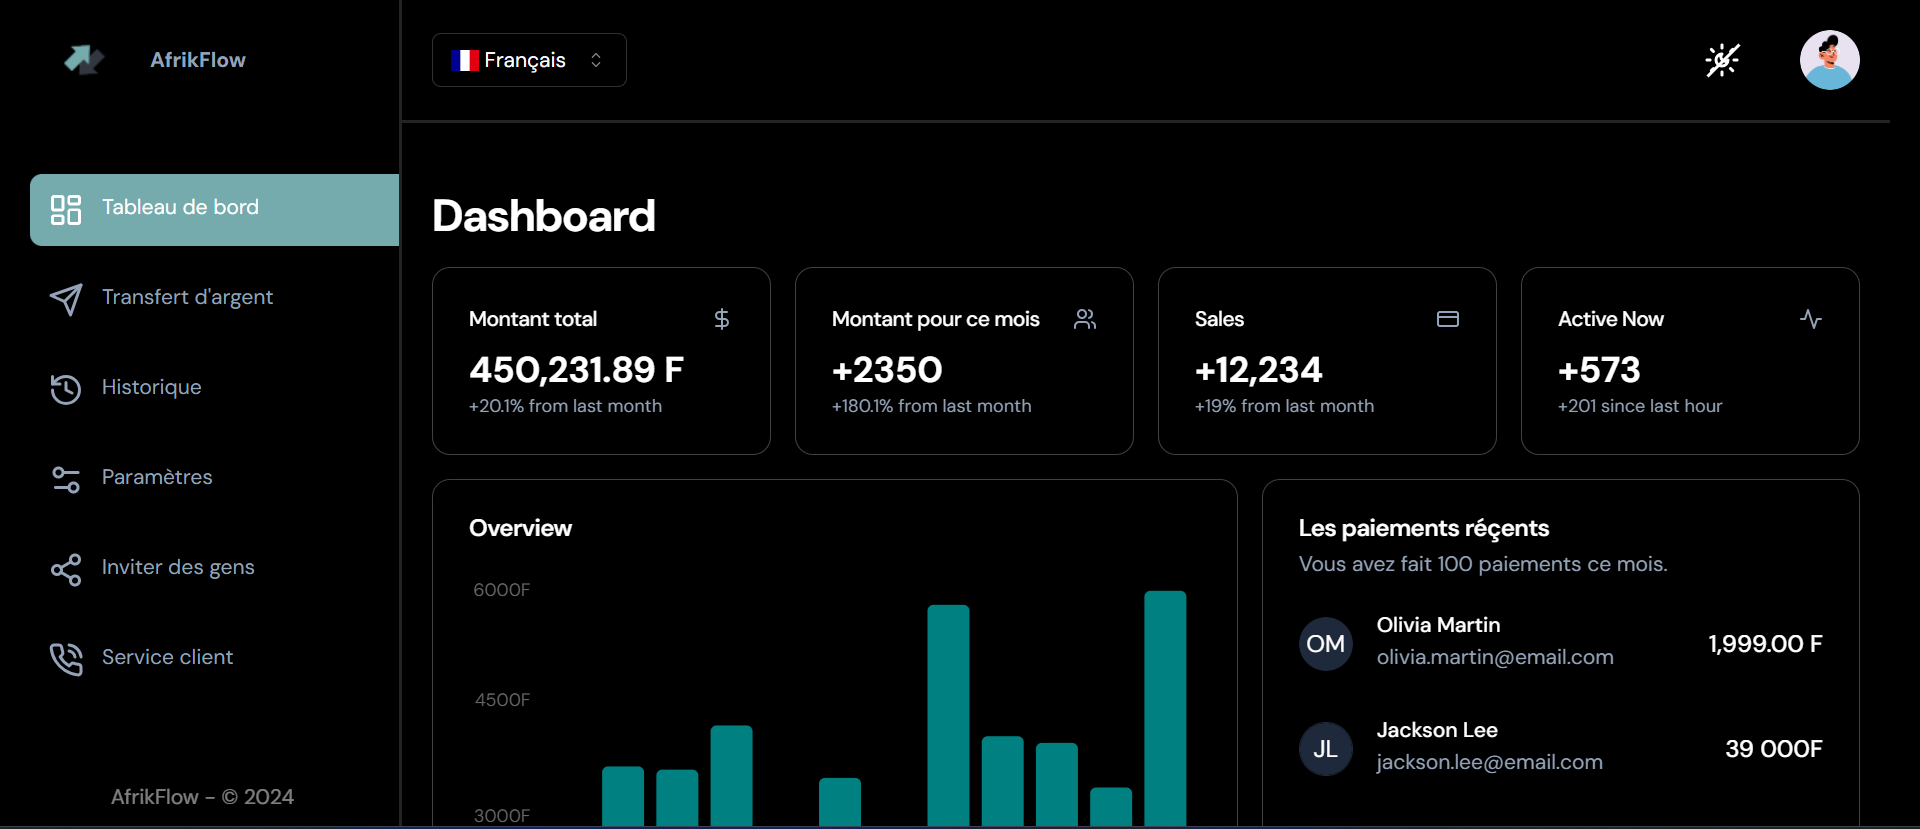 AfrikFlow
Français
Tableau de bord
Transfert d'argent
Historique
Paramètres
Inviter des gens
Service client
AfrikFlow - © 2024
Dashboard
Montant total
450,231.89 F
+20.1% from last month
Montant pour ce mois
+2350
+180.1% from last month
Sales
+12,234
+19% from last month
Active Now
+573
+201 since last hour
Overview
6000F
4500F
3000F
Les paiements réçents
Vous avez fait 100 paiements ce mois.
OM
Olivia Martin
olivia.martin@email.com
1,999.00 F
JL
Jackson Lee
jackson.lee@email.com
39 000F